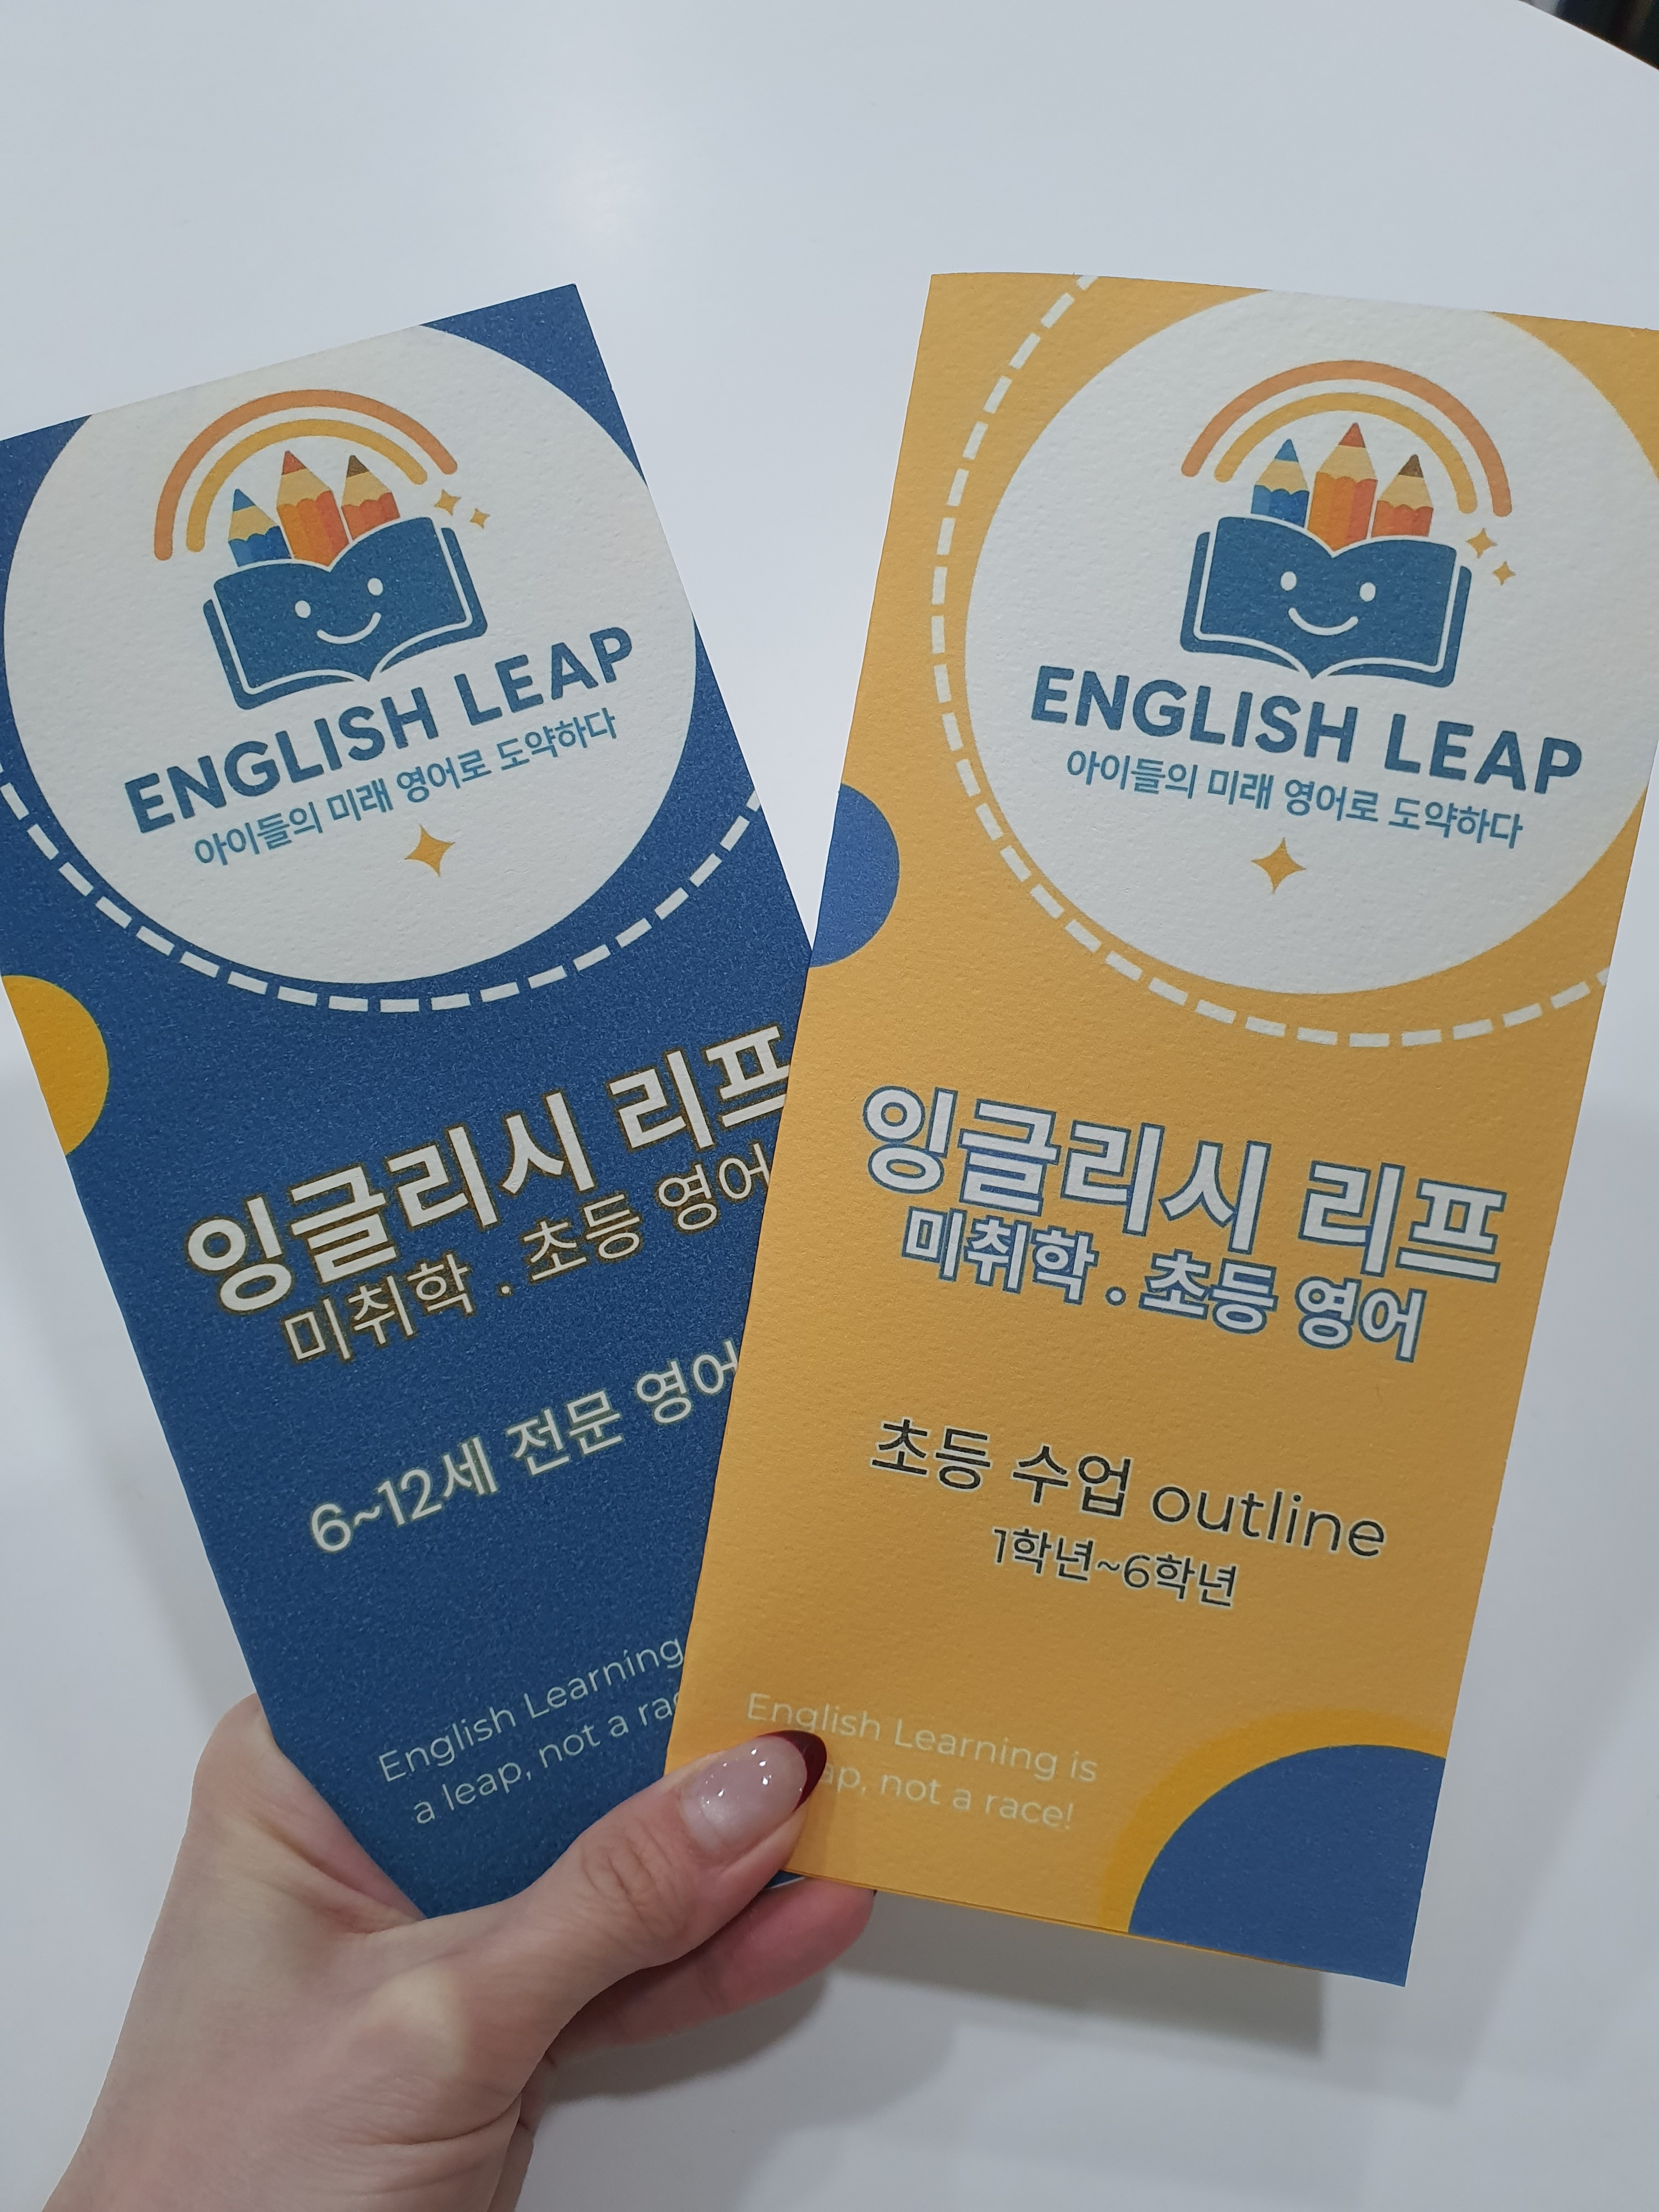 ENGLISH LEAP
아이들의 미래 영어로 도약하다
잉글리시 리프
미취학 . 초등 영어
6~12세 전문 영어
English Learning
a leap, not a
ENGLISH LEAP
아이들의 미래 영어로 도약하다
잉글리시 리프
미취학 . 초등 영어
초등 수업 outline
1학년~6학년
English Learning is
not a race!